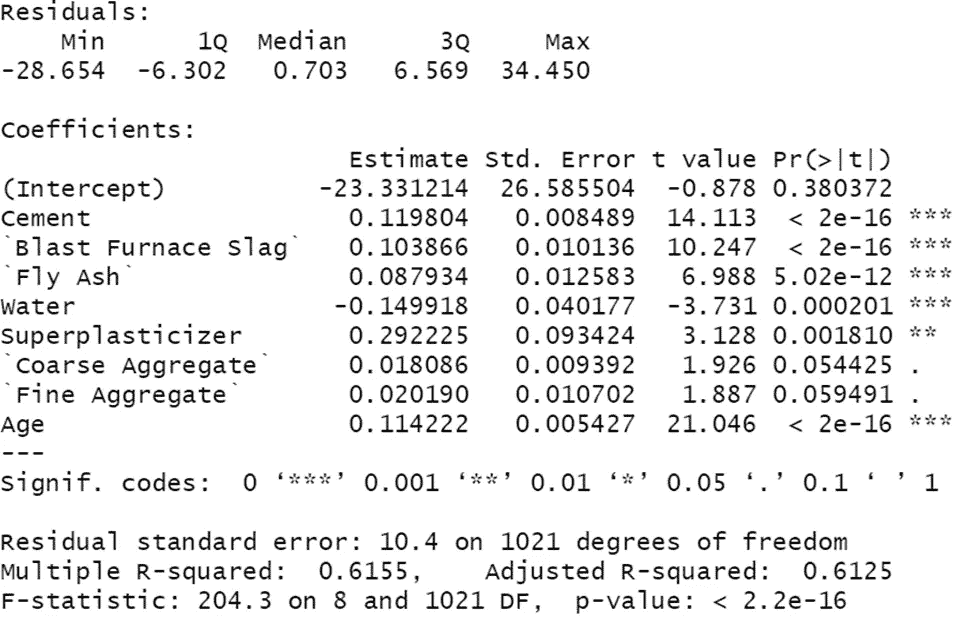 Residuals:
    Min      1Q  Median      3Q     Max
-28.654  -6.302   0.703   6.569  34.450
Coefficients:
                       Estimate Std. Error t value Pr(>|t|)
(Intercept)          -23.331214  26.585504  -0.878 0.380372
Cement                 0.119804   0.008489  14.113  < 2e-16 ***
`Blast Furnace Slag`   0.103866   0.010136  10.247  < 2e-16 ***
`Fly Ash`              0.087934   0.012583   6.988 5.02e-12 ***
Water                 -0.149918   0.040177  -3.731 0.000201 ***
Superplasticizer       0.292225   0.093424   3.128 0.001810 **
`Coarse Aggregate`     0.018086   0.009392   1.926 0.054425 .
`Fine Aggregate`       0.020190   0.010702   1.887 0.059491 .
Age                    0.114222   0.005427  21.046  < 2e-16 ***
---
Signif. codes:  0 ‘***’ 0.001 ‘**’ 0.01 ‘*’ 0.05 ‘.’ 0.1 ‘ ’ 1
Residual standard error: 10.4 on 1021 degrees of freedom
Multiple R-squared:  0.6155,    Adjusted R-squared:  0.6125
F-statistic: 204.3 on 8 and 1021 DF,  p-value: < 2.2e-16